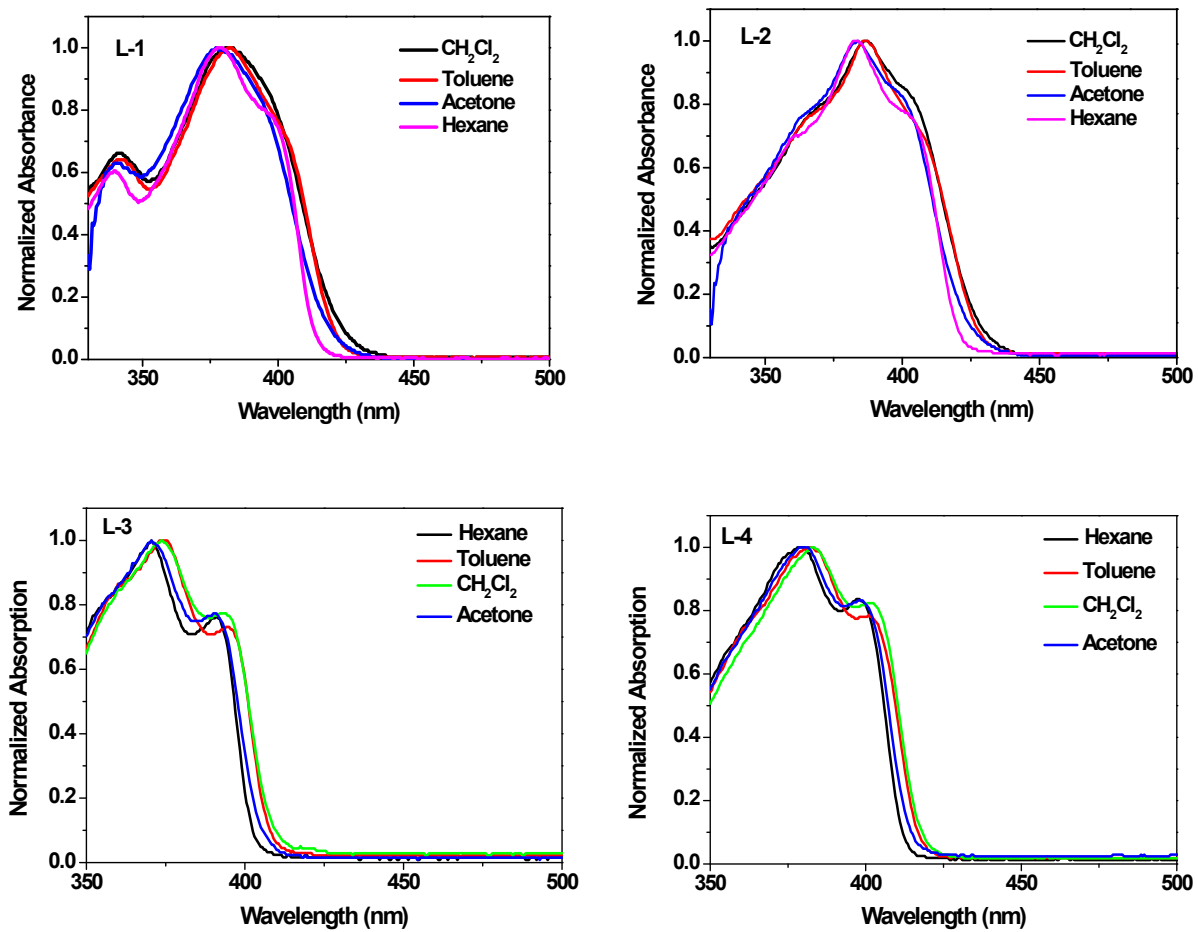 L-1
CH2Cl2
Toluene
Acetone
Hexane
1.0
0.8
0.6
0.4
0.2
0.0
Normalized Absorbance
350 400 450 500
Wavelength (nm)
L-2
CH2Cl2
Toluene
Acetone
Hexane
1.0
0.8
0.6
0.4
0.2
0.0
Normalized Absorbance
350 400 450 500
Wavelength (nm)
L-3
Hexane
Toluene
CH2Cl2
Acetone
1.0
0.8
0.6
0.4
0.2
0.0
Normalized Absorption
350 400 450 500
Wavelength (nm)
L-4
Hexane
Toluene
CH2Cl2
Acetone
1.0
0.8
0.6
0.4
0.2
0.0
Normalized Absorption
350 400 450 500
Wavelength (nm)